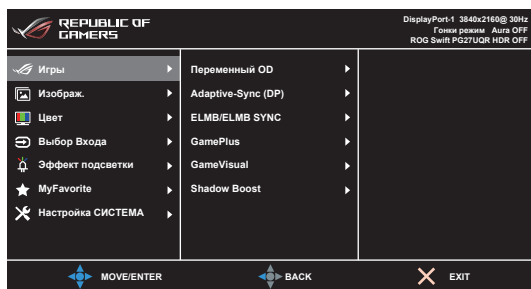 REPUBLIC OF
GAMERS
DisplayPort-1 3840x2160@ 30Hz
Гонки режим Aura OFF
ROG Swift PG27UQR HDR OFF
Игры
Изображ.
Цвет
Выбор Входа
Эффект подсветки
MyFavorite
Настройка СИСТЕМА
Переменный OD
Adaptive-Sync (DP)
ELMB/ELMB SYNC
GamePlus
GameVisual
Shadow Boost
MOVE/ENTER
BACK
EXIT